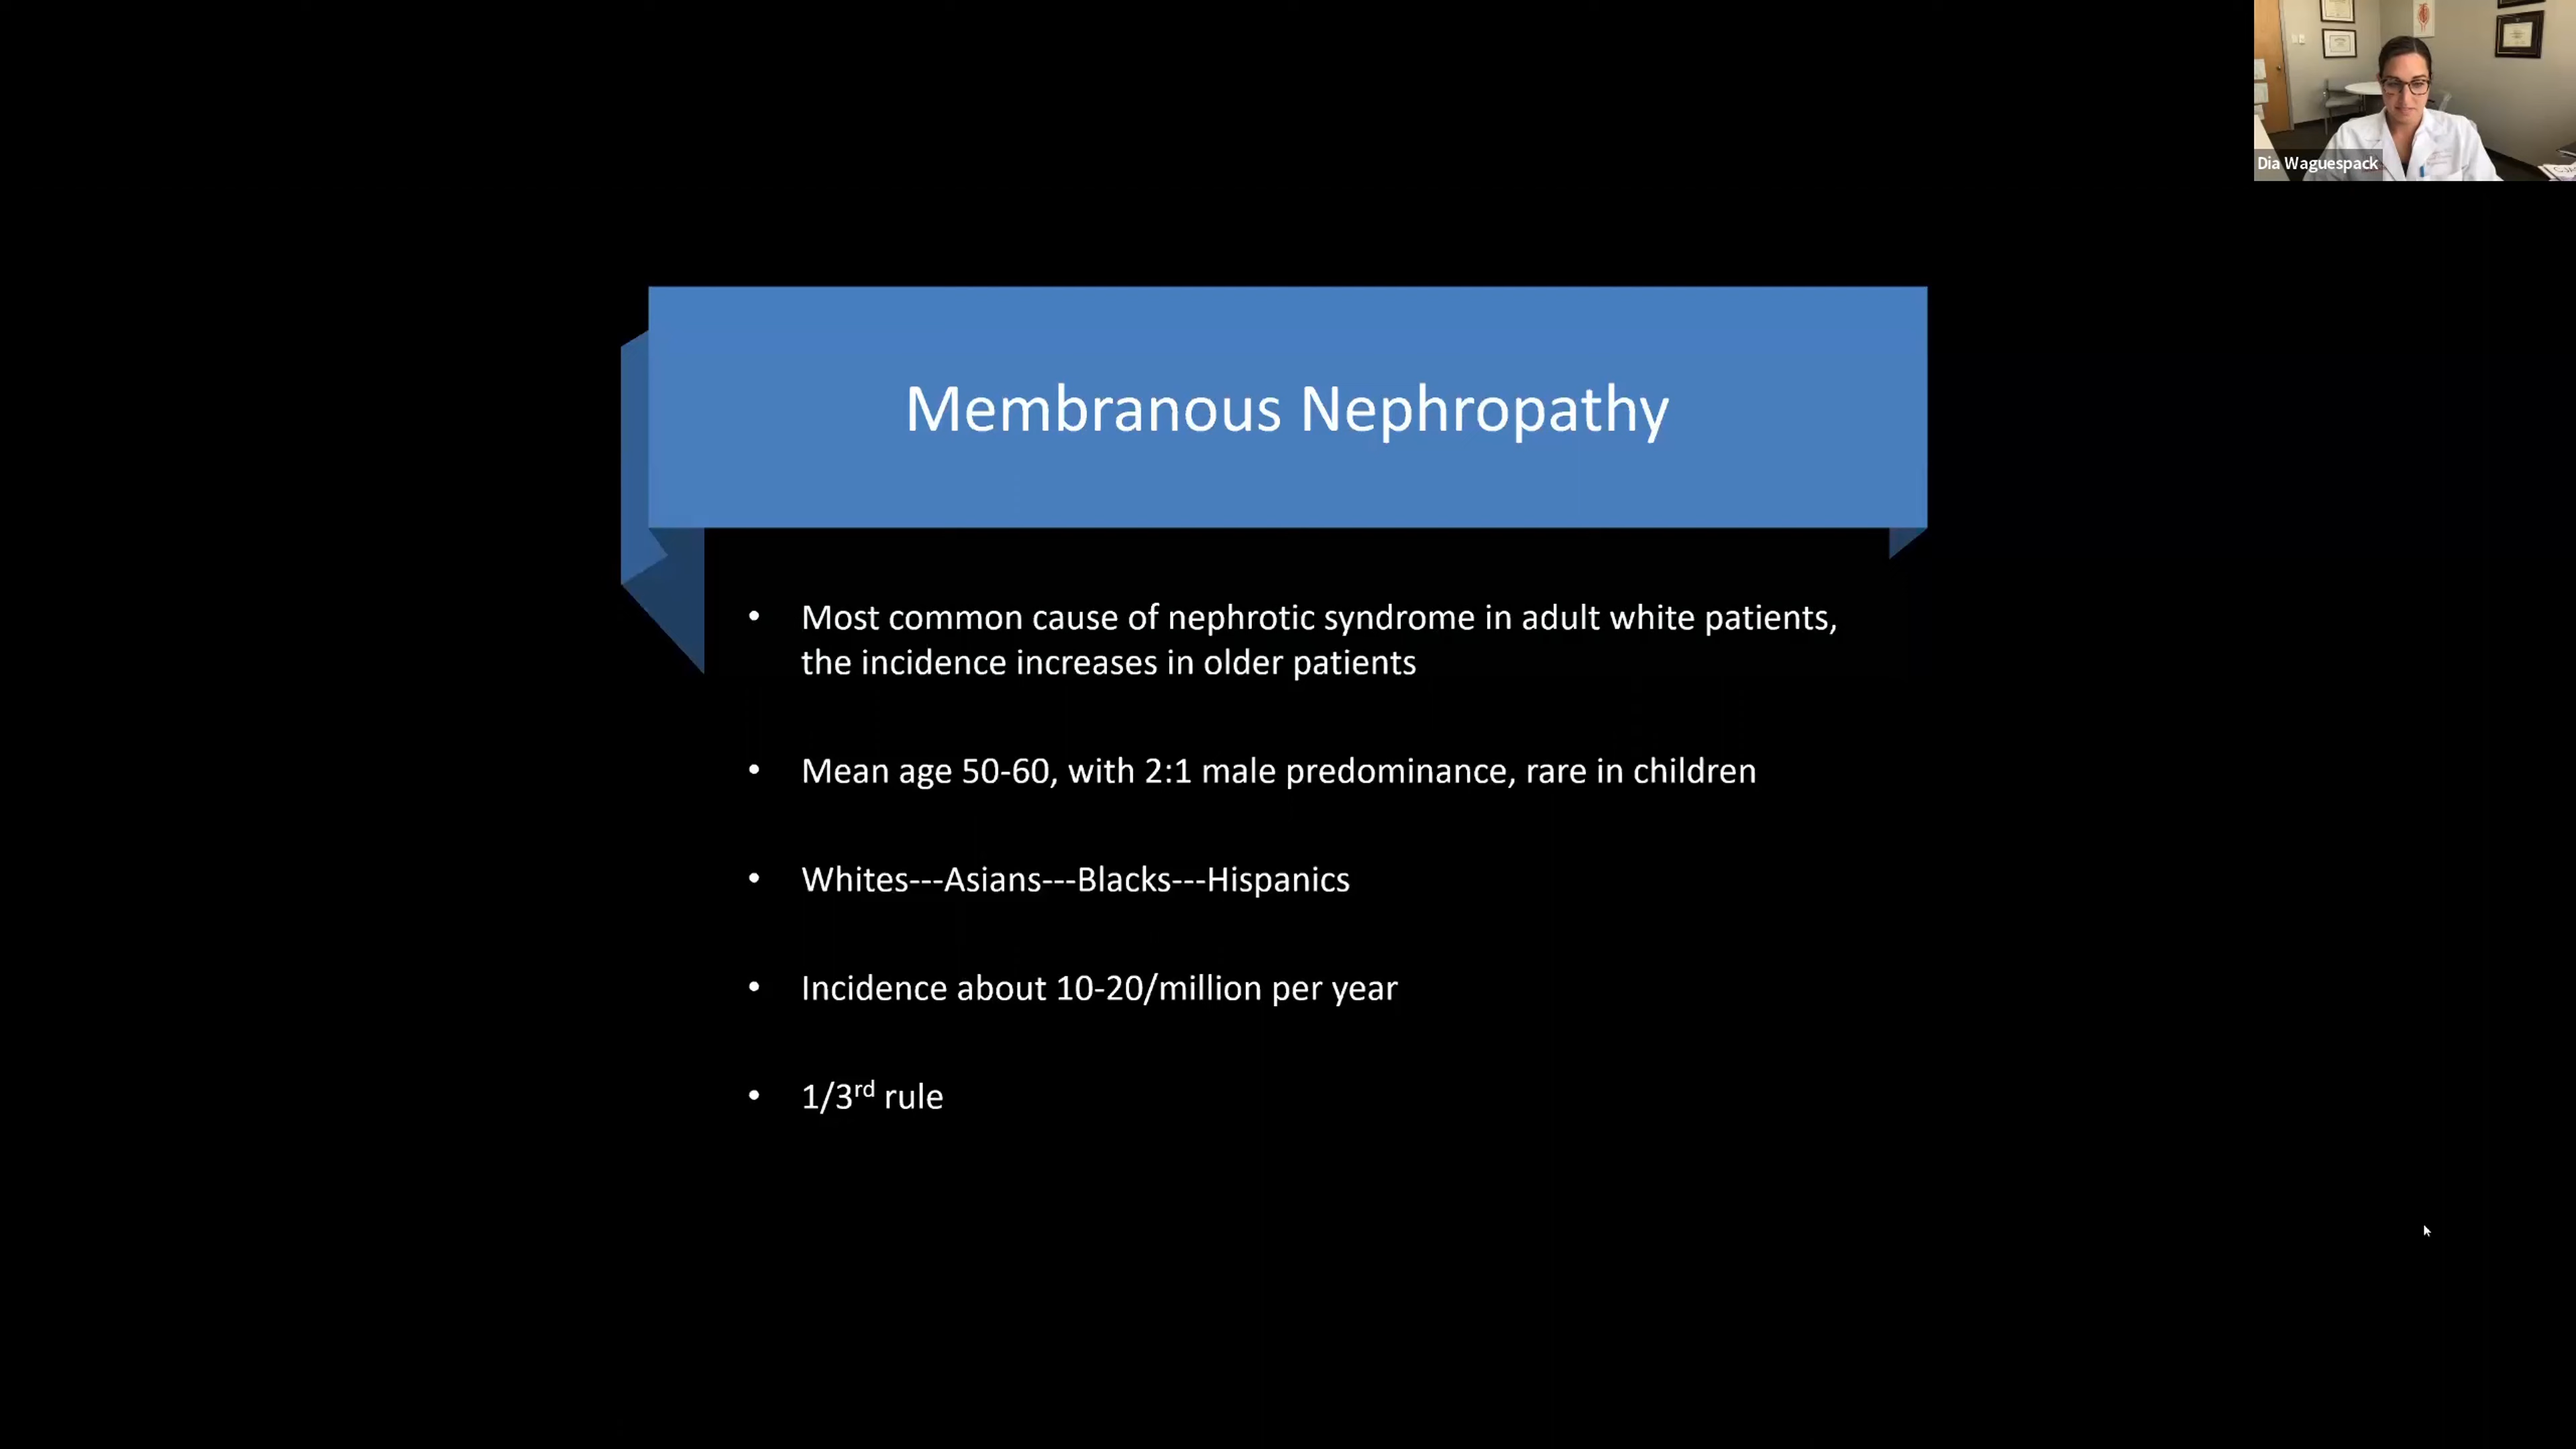 Dia Waguespack
Membranous Nephropathy
• Most common cause of nephrotic syndrome in adult white patients,
the incidence increases in older patients
• Mean age 50-60, with 2:1 male predominance, rare in children
• Whites---Asians---Blacks---Hispanics
• Incidence about 10-20/million per year
• 1/3rd rule